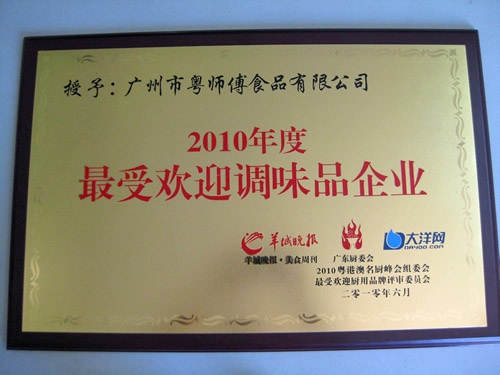 授予：广州市粤师傅食品有限公司
2010年度
最受欢迎调味品企业
羊城晚报
大洋网
DAYOO.COM
羊城晚报·美食周刊
广东厨委会
2010粤港澳名厨峰会组委会
最受欢迎厨用品牌评审委员会
二零一零年六月